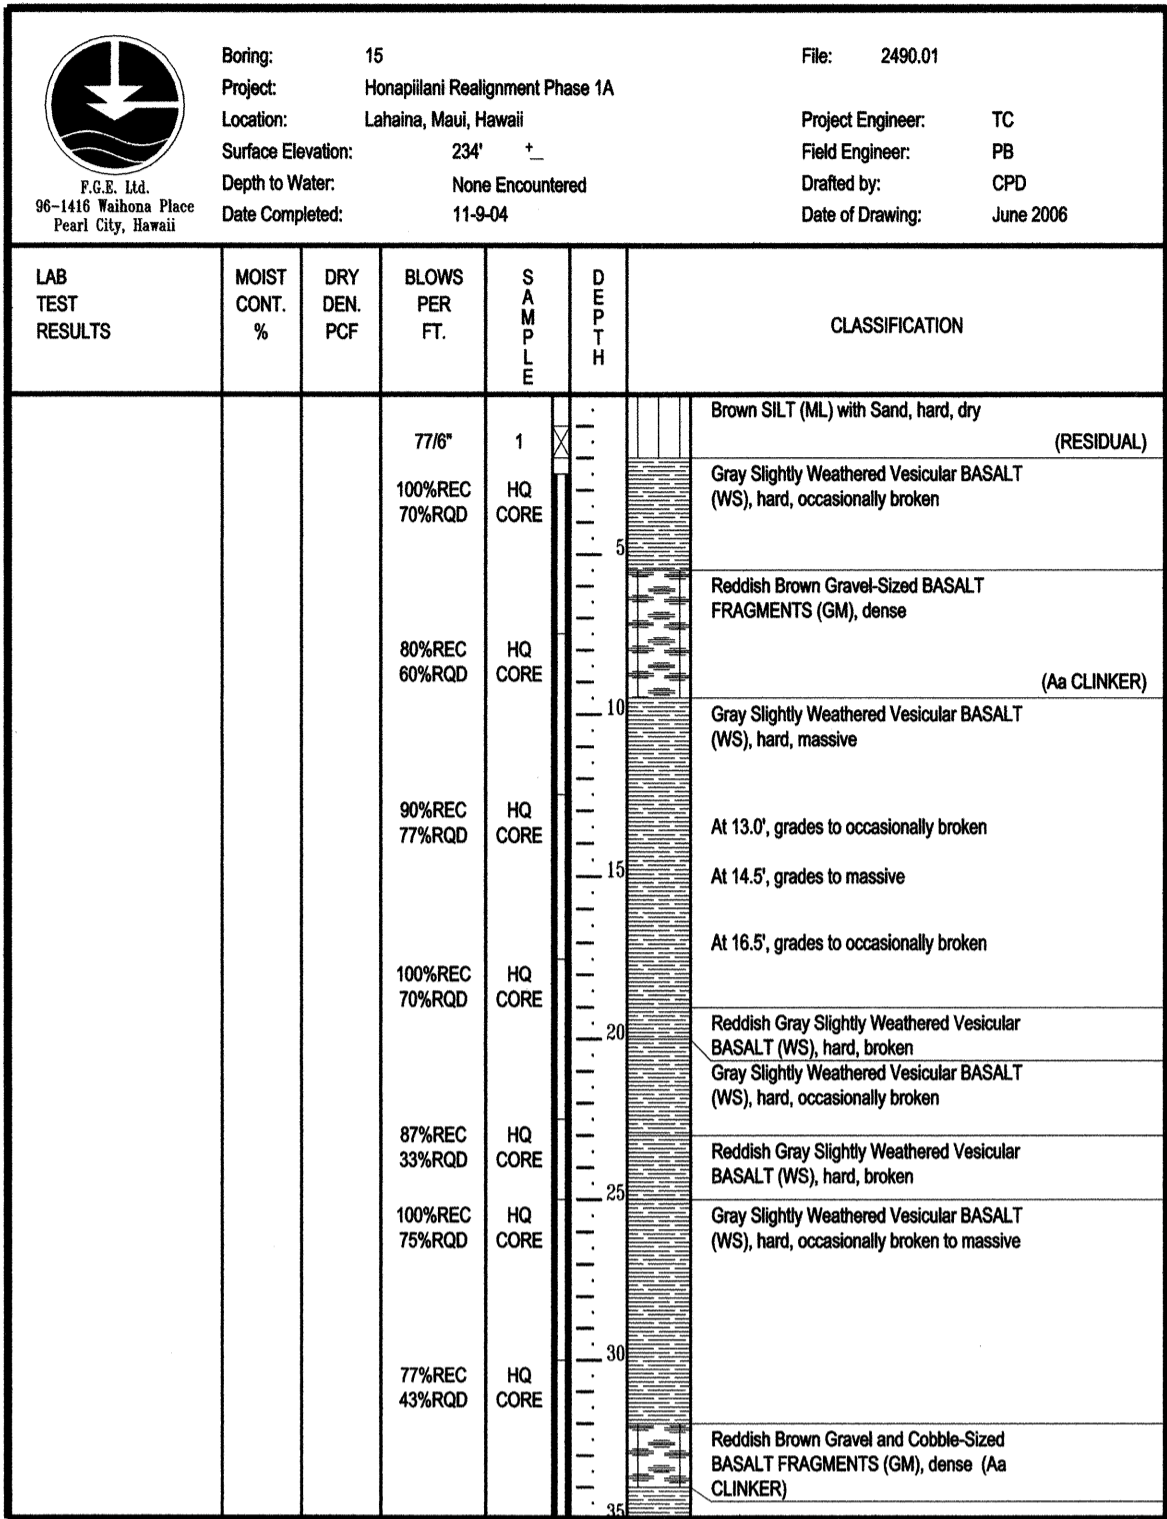 Boring: 15 File: 2490.01
Project: Honapiilani Realignment Phase 1A
Location: Lahaina, Maui, Hawaii Project Engineer: TC
Surface Elevation: 234' +_ Field Engineer: PB
Depth to Water: None Encountered Drafted by: CPD
Date Completed: 11-9-04 Date of Drawing: June 2006
F.G.E. Ltd.
96-1416 Waihona Place
Pearl City, Hawaii
LAB TEST RESULTS
MOIST CONT. %
DRY DEN. PCF
BLOWS PER FT.
SAMPLE
DEPTH
CLASSIFICATION
Brown SILT (ML) with Sand, hard, dry
77/6" 1 (RESIDUAL)
Gray Slightly Weathered Vesicular BASALT
100%REC HQ
(WS), hard, occasionally broken
70%RQD CORE
5
Reddish Brown Gravel-Sized BASALT
FRAGMENTS (GM), dense
80%REC HQ
60%RQD CORE (Aa CLINKER)
10
Gray Slightly Weathered Vesicular BASALT
(WS), hard, massive
90%REC HQ
77%RQD CORE At 13.0', grades to occasionally broken
15 At 14.5', grades to massive
At 16.5', grades to occasionally broken
100%REC HQ
70%RQD CORE
Reddish Gray Slightly Weathered Vesicular
20
BASALT (WS), hard, broken
Gray Slightly Weathered Vesicular BASALT
(WS), hard, occasionally broken
87%REC HQ
33%RQD CORE
Reddish Gray Slightly Weathered Vesicular
BASALT (WS), hard, broken
25
100%REC HQ Gray Slightly Weathered Vesicular BASALT
75%RQD CORE (WS), hard, occasionally broken to massive
30
77%REC HQ
43%RQD CORE
Reddish Brown Gravel and Cobble-Sized
BASALT FRAGMENTS (GM), dense (Aa
CLINKER)
35